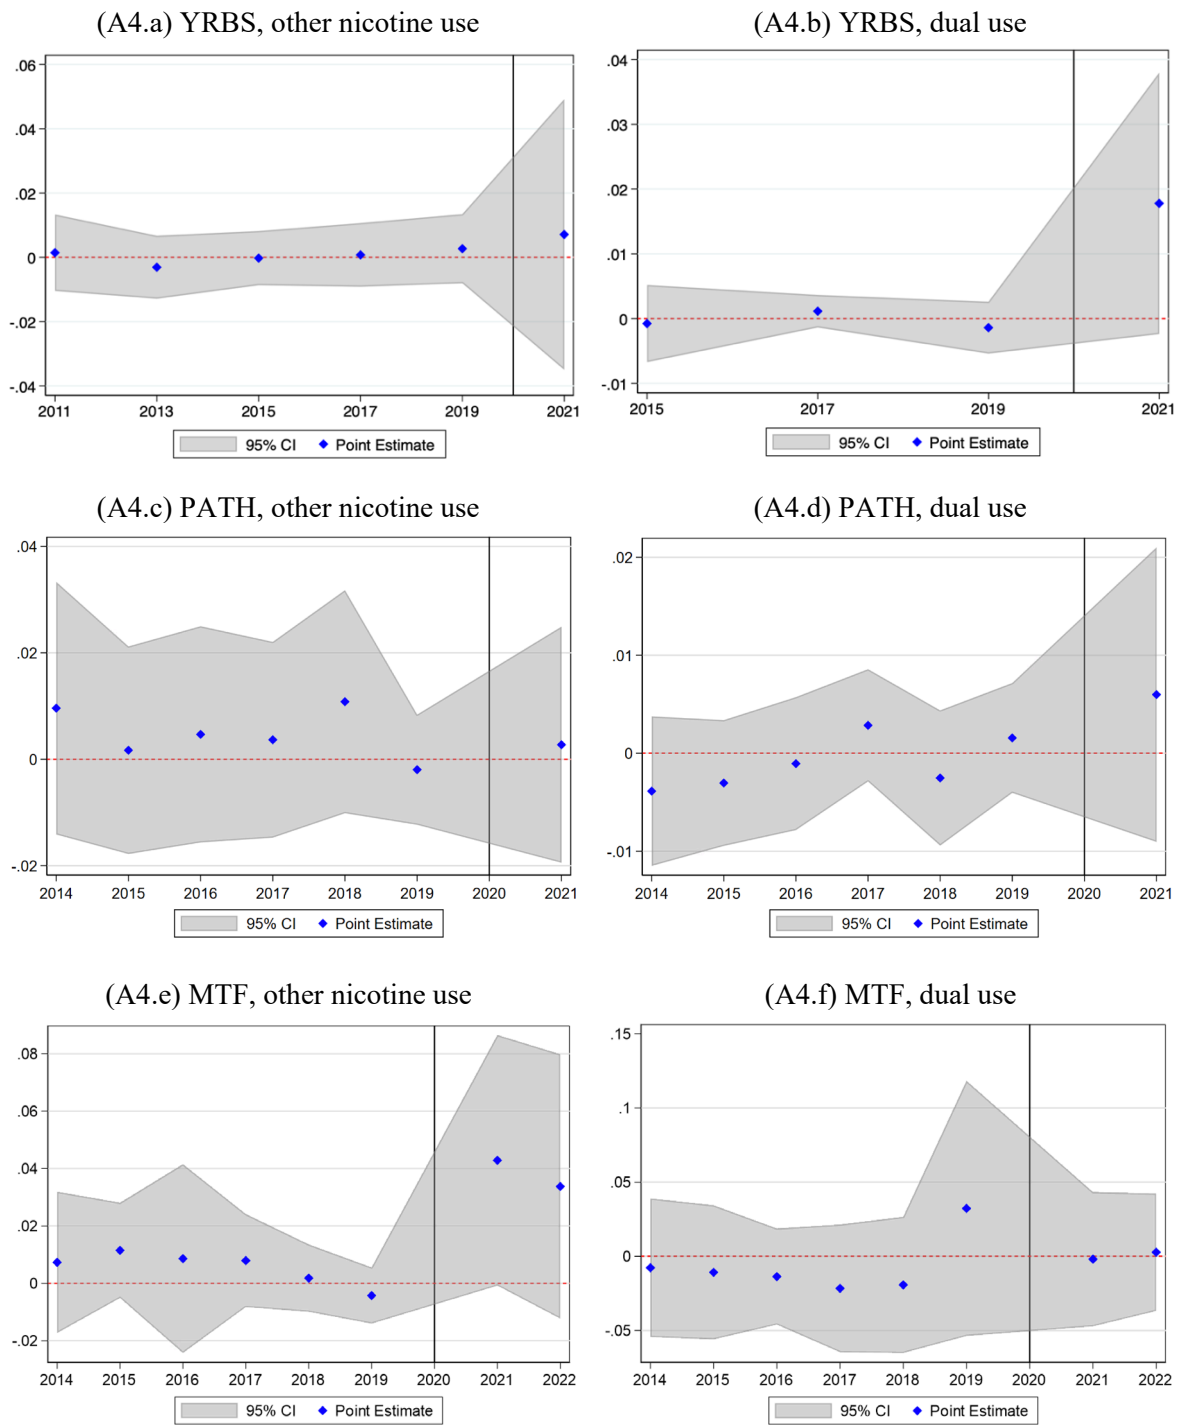 (A4.a) YRBS, other nicotine use
.06
.04
.02
0
-.02
-.04
2011 2013 2015 2017 2019 2021
95% CI Point Estimate
(A4.b) YRBS, dual use
.04
.03
.02
.01
0
-.01
2015 2017 2019 2021
95% CI Point Estimate
(A4.c) PATH, other nicotine use
.04
.02
0
-.02
2014 2015 2016 2017 2018 2019 2020 2021
95% CI Point Estimate
(A4.d) PATH, dual use
.02
.01
0
-.01
2014 2015 2016 2017 2018 2019 2020 2021
95% CI Point Estimate
(A4.e) MTF, other nicotine use
.08
.06
.04
.02
0
-.02
2014 2015 2016 2017 2018 2019 2020 2021 2022
95% CI Point Estimate
(A4.f) MTF, dual use
.15
.1
.05
0
-.05
2014 2015 2016 2017 2018 2019 2020 2021 2022
95% CI Point Estimate